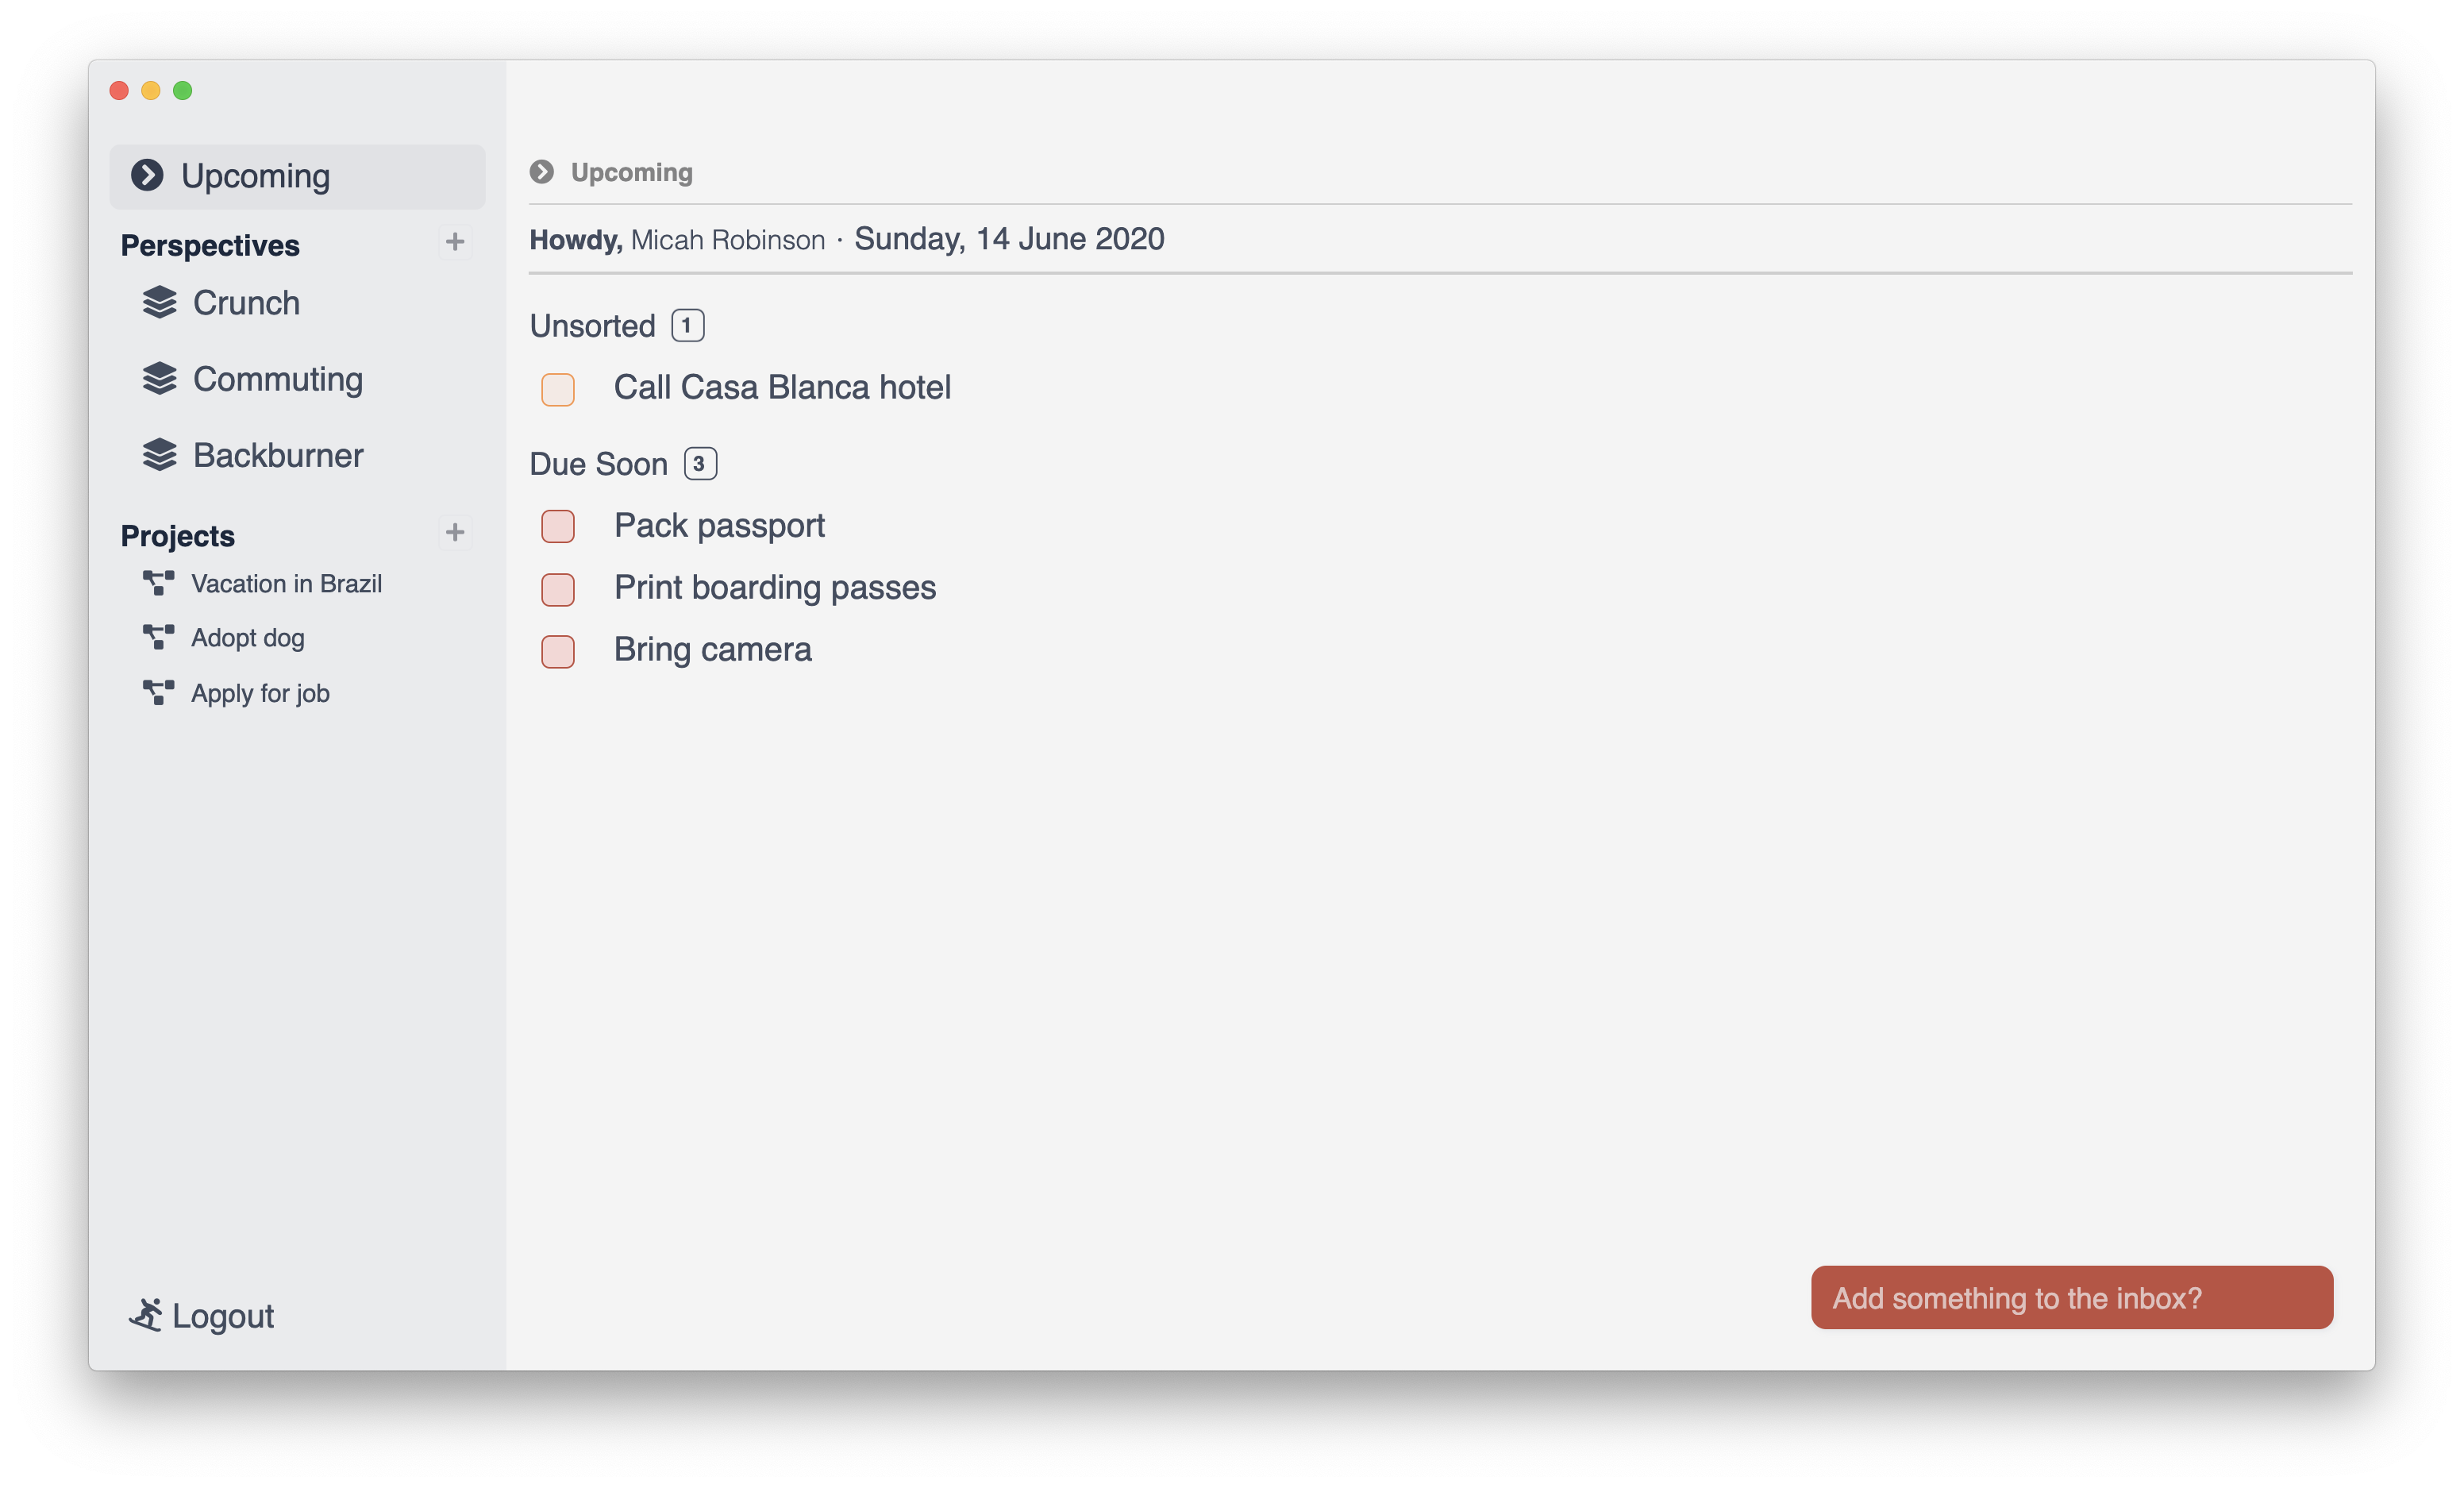 Upcoming
Perspectives
Crunch
Commuting
Backburner
Projects
Vacation in Brazil
Adopt dog
Apply for job
Logout
Upcoming
Howdy, Micah Robinson · Sunday, 14 June 2020
Unsorted 1
Call Casa Blanca hotel
Due Soon 3
Pack passport
Print boarding passes
Bring camera
Add something to the inbox?